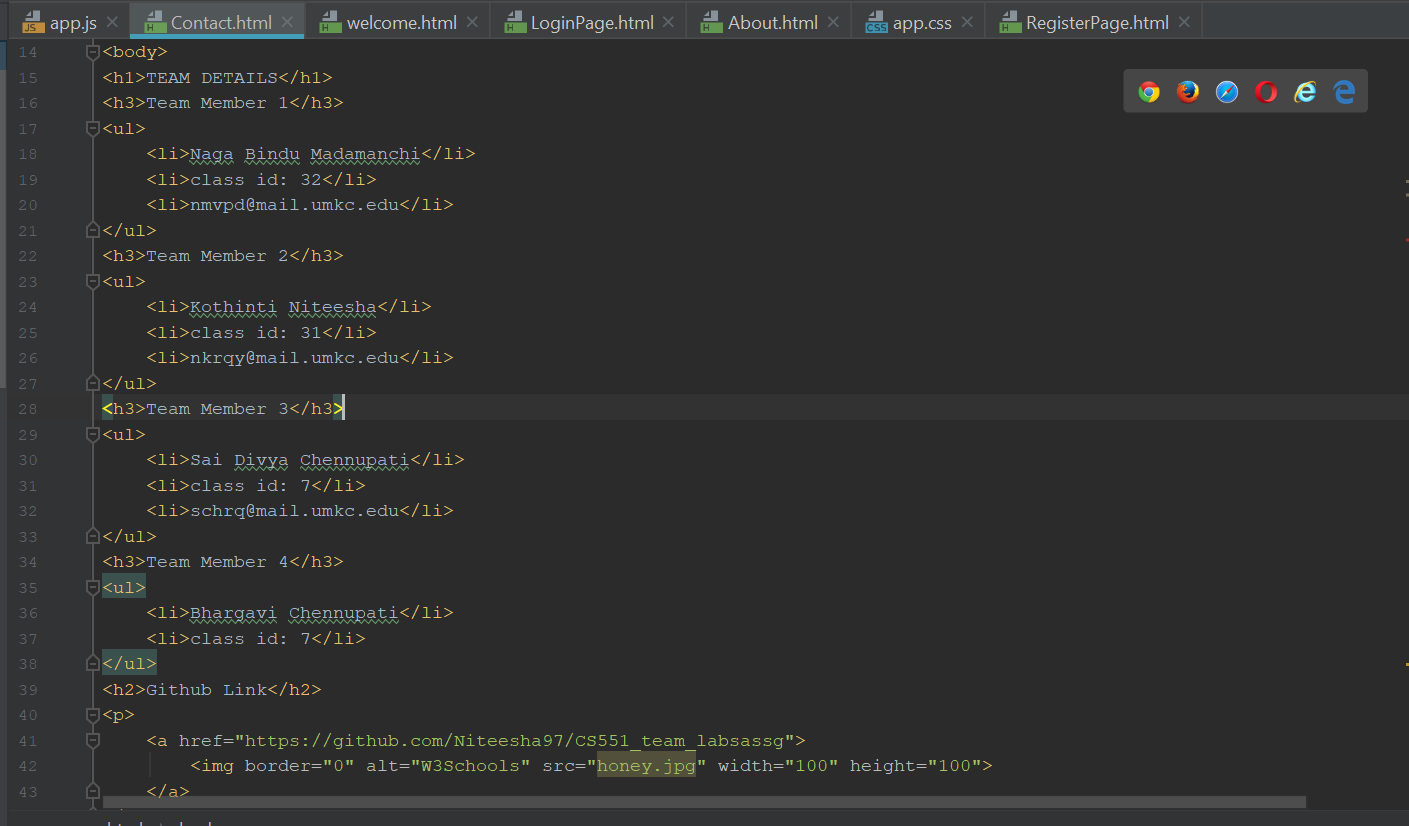 app.js Contact.html welcome.html LoginPage.html About.html app.css RegisterPage.html
14 <body>
15 <h1>TEAM DETAILS</h1>
16 <h3>Team Member 1</h3>
17 <ul>
18 <li>Naga Bindu Madamanchi</li>
19 <li>class id: 32</li>
20 <li>nmvpd@mail.umkc.edu</li>
21 </ul>
22 <h3>Team Member 2</h3>
23 <ul>
24 <li>Kothinti Niteesha</li>
25 <li>class id: 31</li>
26 <li>nkrqy@mail.umkc.edu</li>
27 </ul>
28 <h3>Team Member 3</h3>
29 <ul>
30 <li>Sai Divya Chennupati</li>
31 <li>class id: 7</li>
32 <li>schrq@mail.umkc.edu</li>
33 </ul>
34 <h3>Team Member 4</h3>
35 <ul>
36 <li>Bhargavi Chennupati</li>
37 <li>class id: 7</li>
38 </ul>
39 <h2>Github Link</h2>
40 <p>
41 <a href="https://github.com/Niteesha97/CS551_team_labsassg">
42 <img border="0" alt="W3Schools" src="honey.jpg" width="100" height="100">
43 </a>